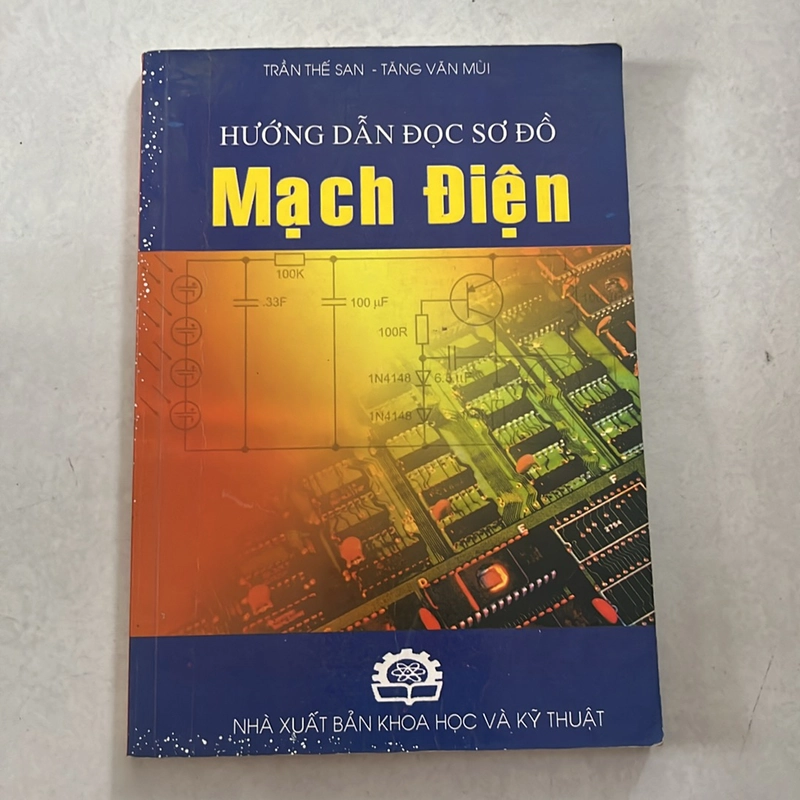 TRẦN THẾ SAN - TĂNG VĂN MÙI
HƯỚNG DẪN ĐỌC SƠ ĐỒ
Mạch Điện
100K
.33F
100 µF
100R
1N4148
1N4148
E
F
2764
NHÀ XUẤT BẢN KHOA HỌC VÀ KỸ THUẬT